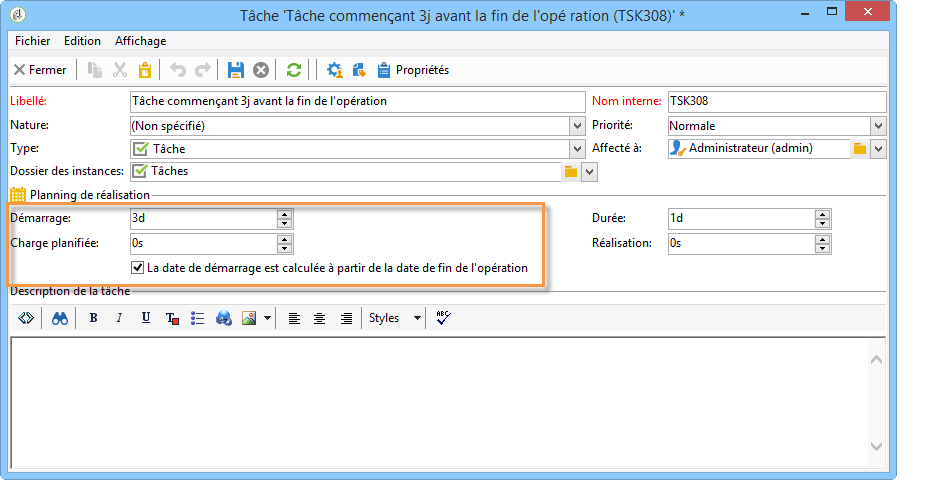 Tâche 'Tâche commençant 3j avant la fin de l'opé ration (TSK308)' *
Fichier Edition Affichage
Fermer Propriétés
Libellé: Tâche commençant 3j avant la fin de l'opération Nom interne: TSK308
Nature: (Non spécifié) Priorité: Normale
Type: Tâche Affecté à: Administrateur (admin)
Dossier des instances: Tâches
Planning de réalisation
Démarrage: 3d Durée: 1d
Charge planifiée: 0s Réalisation: 0s
La date de démarrage est calculée à partir de la date de fin de l'opération
Description de la tâche
B I U T Styles ABC